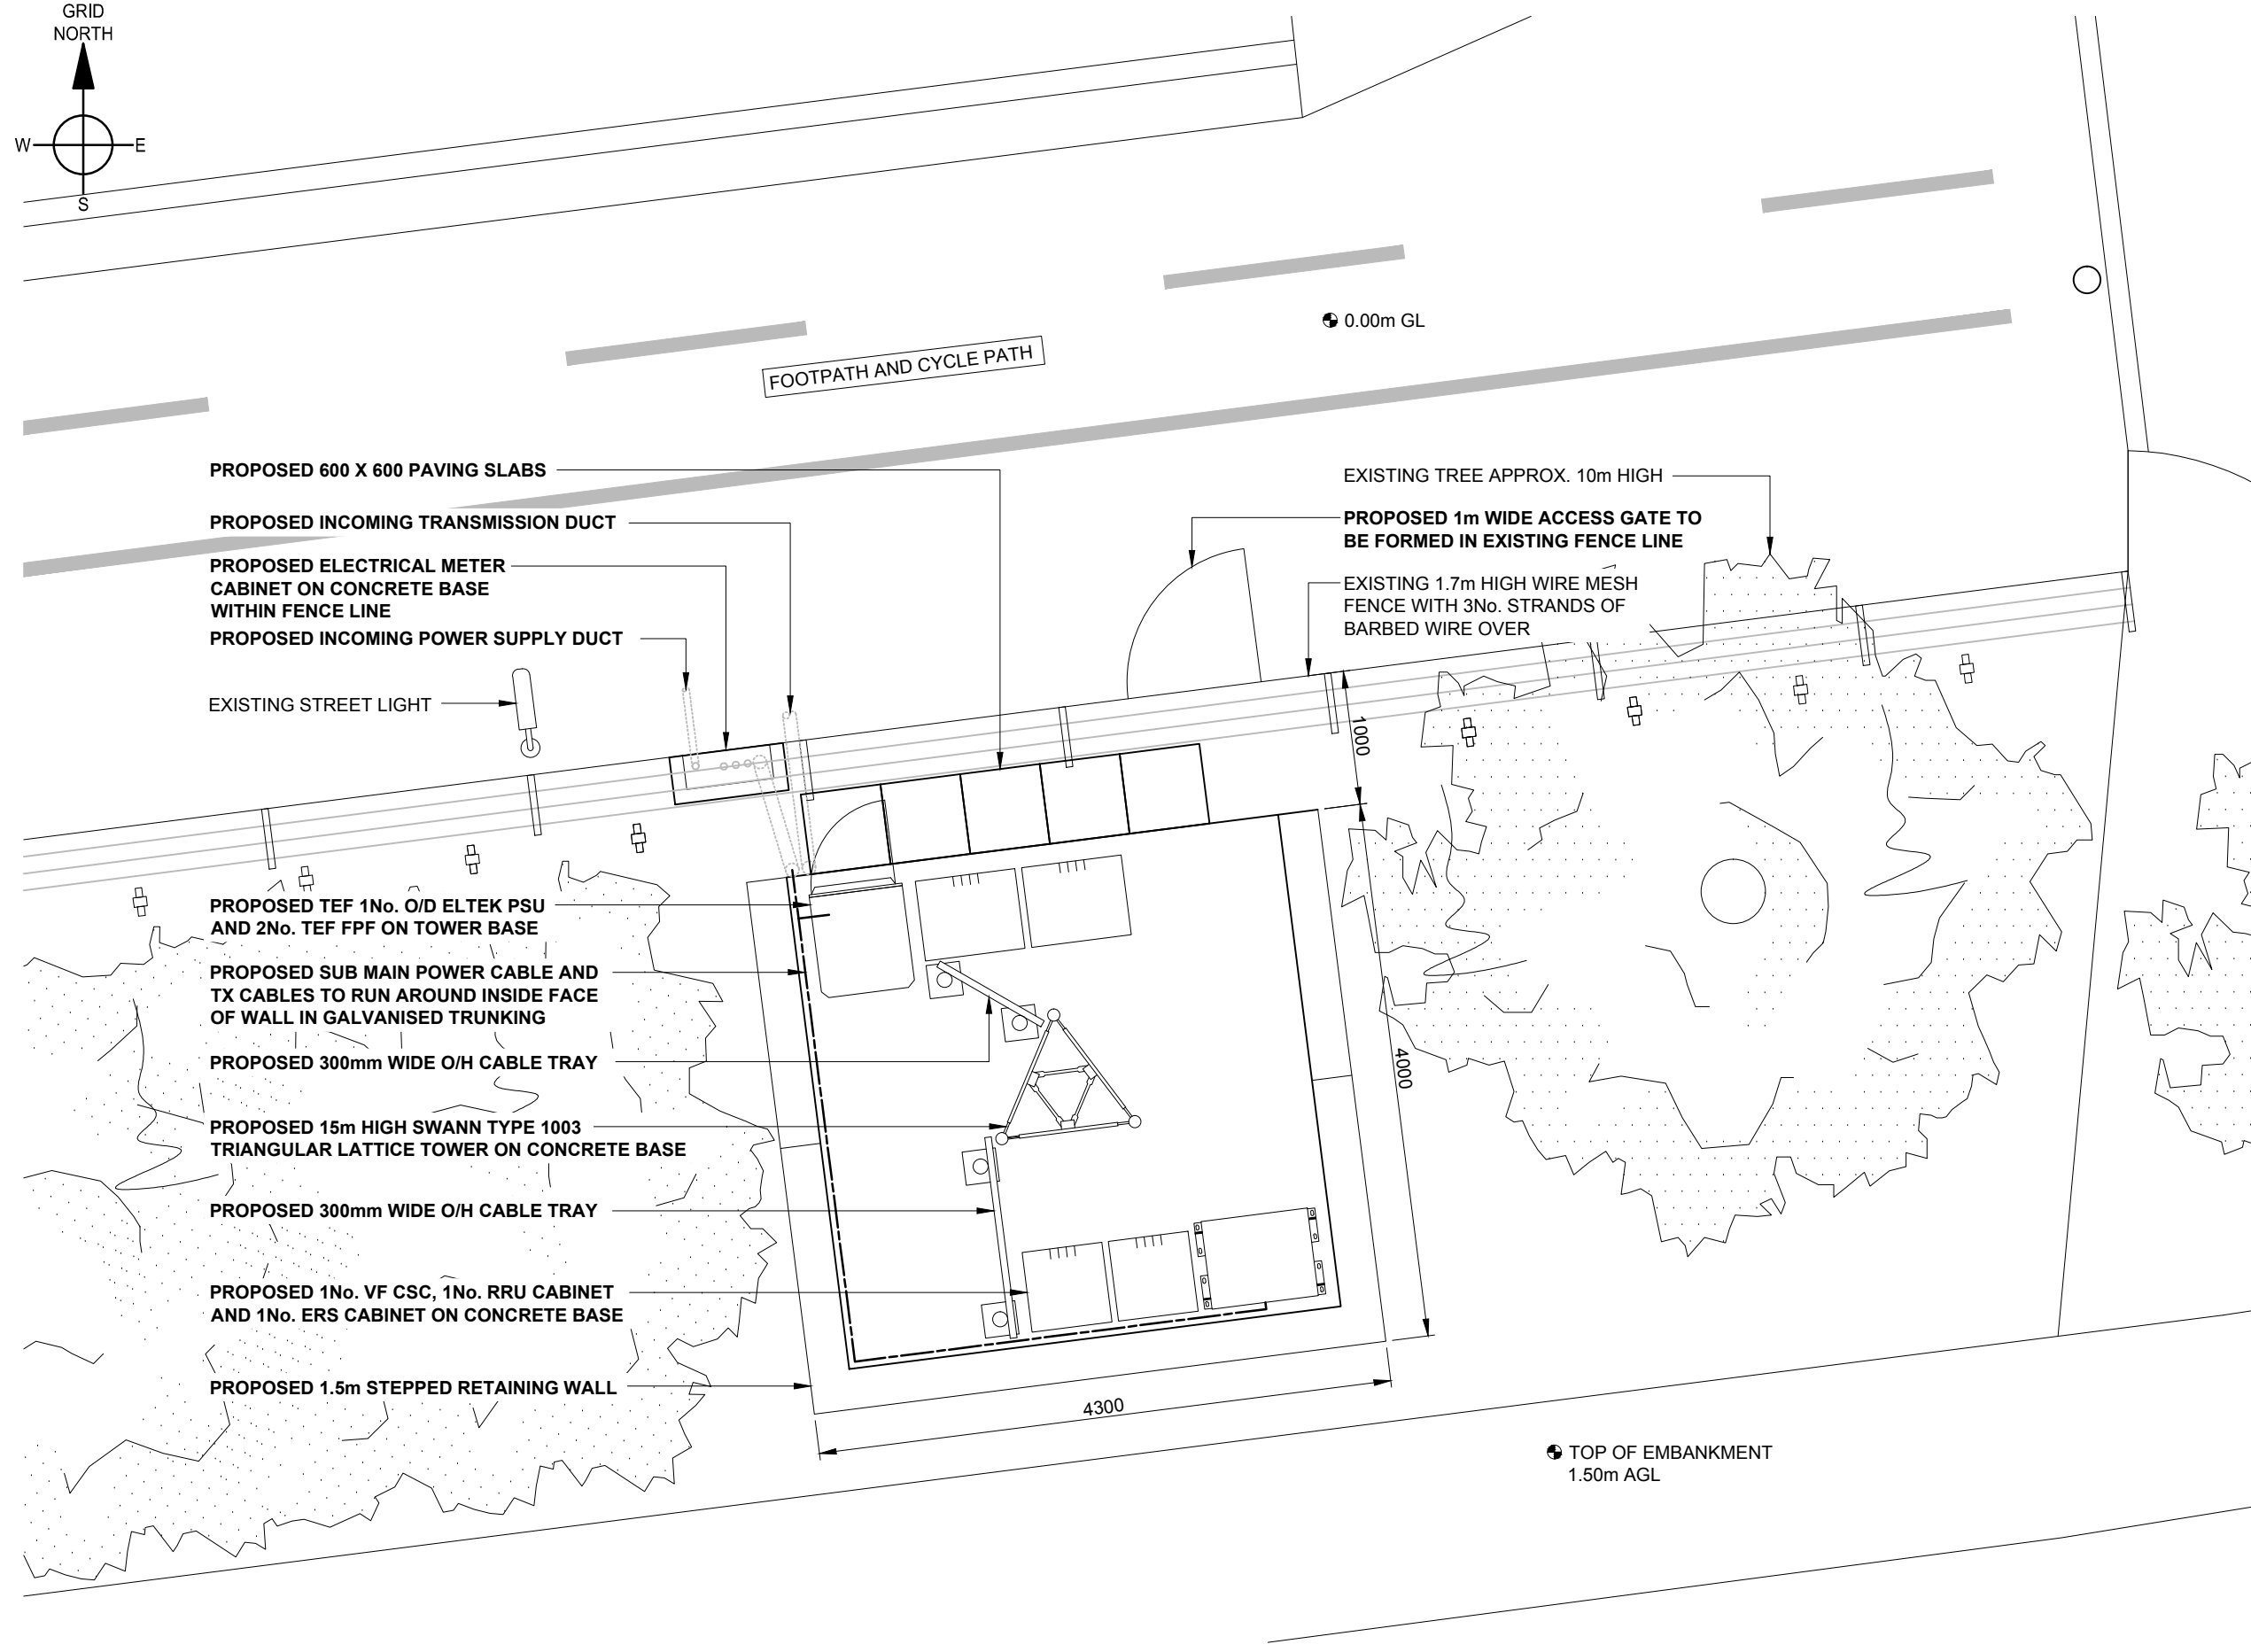 GRID
NORTH
W
E
S
0.00m GL
FOOTPATH AND CYCLE PATH
PROPOSED 600 X 600 PAVING SLABS
PROPOSED INCOMING TRANSMISSION DUCT
PROPOSED ELECTRICAL METER
CABINET ON CONCRETE BASE
WITHIN FENCE LINE
PROPOSED INCOMING POWER SUPPLY DUCT
EXISTING STREET LIGHT
EXISTING TREE APPROX. 10m HIGH
PROPOSED 1m WIDE ACCESS GATE TO
BE FORMED IN EXISTING FENCE LINE
EXISTING 1.7m HIGH WIRE MESH
FENCE WITH 3No. STRANDS OF
BARBED WIRE OVER
1000
PROPOSED TEF 1No. O/D ELTEK PSU
AND 2No. TEF FPF ON TOWER BASE
PROPOSED SUB MAIN POWER CABLE AND
TX CABLES TO RUN AROUND INSIDE FACE
OF WALL IN GALVANISED TRUNKING
PROPOSED 300mm WIDE O/H CABLE TRAY
4000
PROPOSED 15m HIGH SWANN TYPE 1003
TRIANGULAR LATTICE TOWER ON CONCRETE BASE
PROPOSED 300mm WIDE O/H CABLE TRAY
PROPOSED 1No. VF CSC, 1No. RRU CABINET
AND 1No. ERS CABINET ON CONCRETE BASE
PROPOSED 1.5m STEPPED RETAINING WALL
4300
TOP OF EMBANKMENT
1.50m AGL